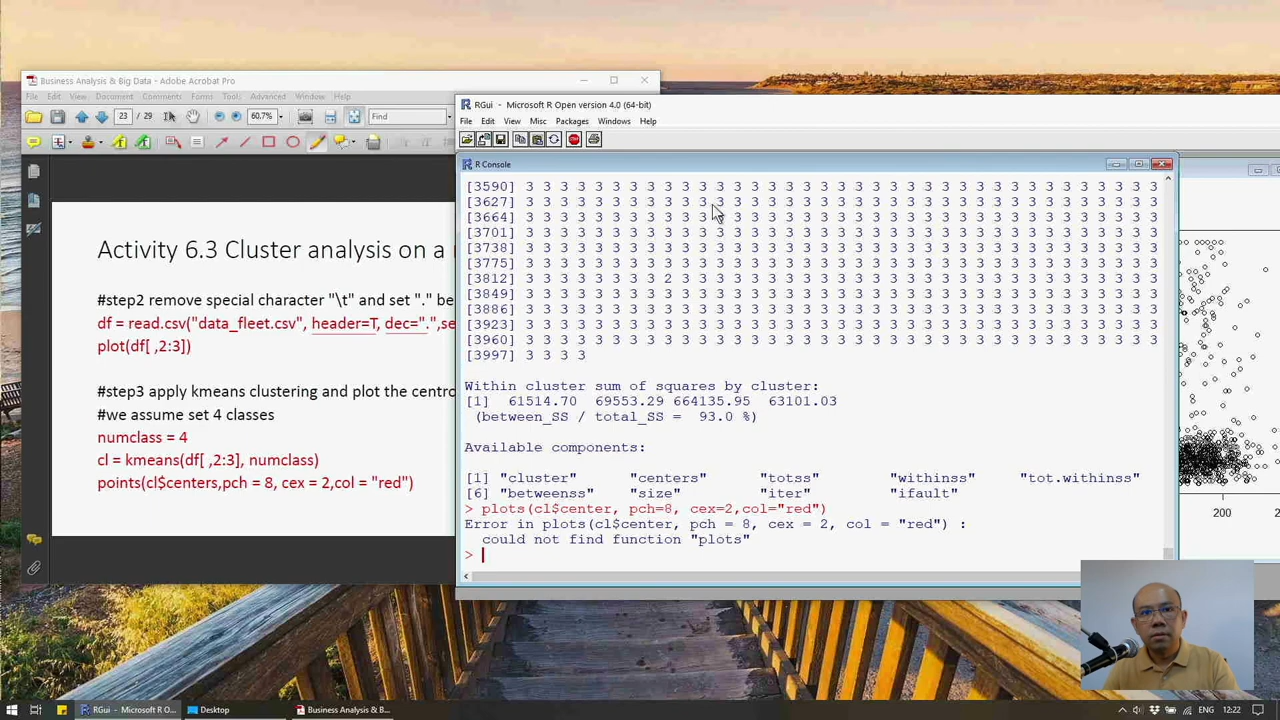 Business Analysis & Big Data - Adobe Acrobat Pro
File Edit View Document Comments Forms Tools Advanced Window Help
23 / 29 60.7% Find
Activity 6.3 Cluster analysis on a
#step2 remove special character "\t" and set "." be
df = read.csv("data_fleet.csv", header=T, dec=".",se
plot(df[ ,2:3])
#step3 apply kmeans clustering and plot the centro
#we assume set 4 classes
numclass = 4
cl = kmeans(df[ ,2:3], numclass)
points(cl$centers,pch = 8, cex = 2,col = "red")
RGui - Microsoft R Open version 4.0 (64-bit)
File Edit View Misc Packages Windows Help
STOP
R Console
[3590] 3 3 3 3 3 3 3 3 3 3 3 3 3 3 3 3 3 3 3 3 3 3 3 3 3 3 3 3 3 3 3 3 3 3 3 3 3
[3627] 3 3 3 3 3 3 3 3 3 3 3 3 3 3 3 3 3 3 3 3 3 3 3 3 3 3 3 3 3 3 3 3 3 3 3 3 3
[3664] 3 3 3 3 3 3 3 3 3 3 3 3 3 3 3 3 3 3 3 3 3 3 3 3 3 3 3 3 3 3 3 3 3 3 3 3 3
[3701] 3 3 3 3 3 3 3 3 3 3 3 3 3 3 3 3 3 3 3 3 3 3 3 3 3 3 3 3 3 3 3 3 3 3 3 3 3
[3738] 3 3 3 3 3 3 3 3 3 3 3 3 3 3 3 3 3 3 3 3 3 3 3 3 3 3 3 3 3 3 3 3 3 3 3 3 3
[3775] 3 3 3 3 3 3 3 3 3 3 3 3 3 3 3 3 3 3 3 3 3 3 3 3 3 3 3 3 3 3 3 3 3 3 3 3 3
[3812] 3 3 3 3 3 3 3 3 2 3 3 3 3 3 3 3 3 3 3 3 3 3 3 3 3 3 3 3 3 3 3 3 3 3 3 3 3
[3849] 3 3 3 3 3 3 3 3 3 3 3 3 3 3 3 3 3 3 3 3 3 3 3 3 3 3 3 3 3 3 3 3 3 3 3 3 3
[3886] 3 3 3 3 3 3 3 3 3 3 3 3 3 3 3 3 3 3 3 3 3 3 3 3 3 3 3 3 3 3 3 3 3 3 3 3 3
[3923] 3 3 3 3 3 3 3 3 3 3 3 3 3 3 3 3 3 3 3 3 3 3 3 3 3 3 3 3 3 3 3 3 3 3 3 3 3
[3960] 3 3 3 3 3 3 3 3 3 3 3 3 3 3 3 3 3 3 3 3 3 3 3 3 3 3 3 3 3 3 3 3 3 3 3 3 3
[3997] 3 3 3 3
Within cluster sum of squares by cluster:
[1] 61514.70 69553.29 664135.95 63101.03
(between_SS / total_SS = 93.0 %)
Available components:
[1] "cluster" "centers" "totss" "withinss" "tot.withinss"
[6] "betweenss" "size" "iter" "ifault"
> plots(cl$center, pch=8, cex=2,col="red")
Error in plots(cl$center, pch = 8, cex = 2, col = "red") :
could not find function "plots"
>
200
RGui - Microsoft R O... Desktop Business Analysis & B... ENG 12:22